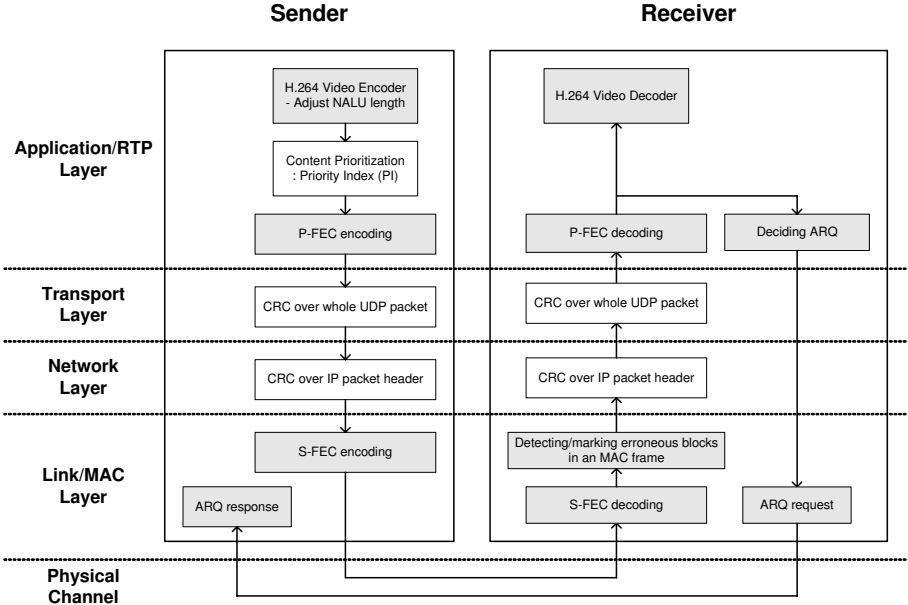 Sender
Receiver
Application/RTP
Layer
H.264 Video Encoder
- Adjust NALU length
Content Prioritization
: Priority Index (PI)
P-FEC encoding
H.264 Video Decoder
P-FEC decoding
Deciding ARQ
Transport
Layer
CRC over whole UDP packet
CRC over whole UDP packet
Network
Layer
CRC over IP packet header
CRC over IP packet header
Link/MAC
Layer
S-FEC encoding
ARQ response
Detecting/marking erroneous blocks
in an MAC frame
S-FEC decoding
ARQ request
Physical
Channel